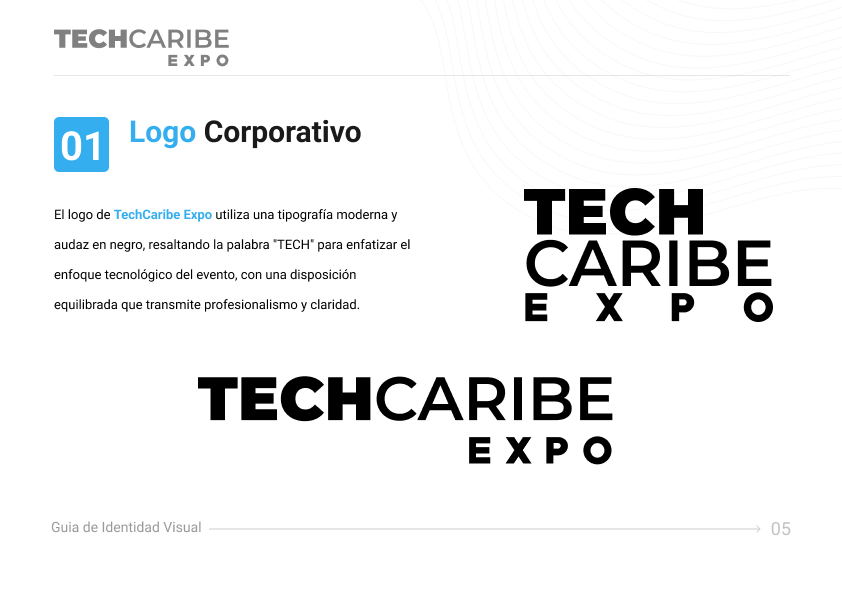 TECHCARIBE
EXPO
01
Logo Corporativo
El logo de TechCaribe Expo utiliza una tipografía moderna y
audaz en negro, resaltando la palabra "TECH" para enfatizar el
enfoque tecnológico del evento, con una disposición
equilibrada que transmite profesionalismo y claridad.
TECH
CARIBE
EXPO
TECHCARIBE
EXPO
Guia de Identidad Visual
05